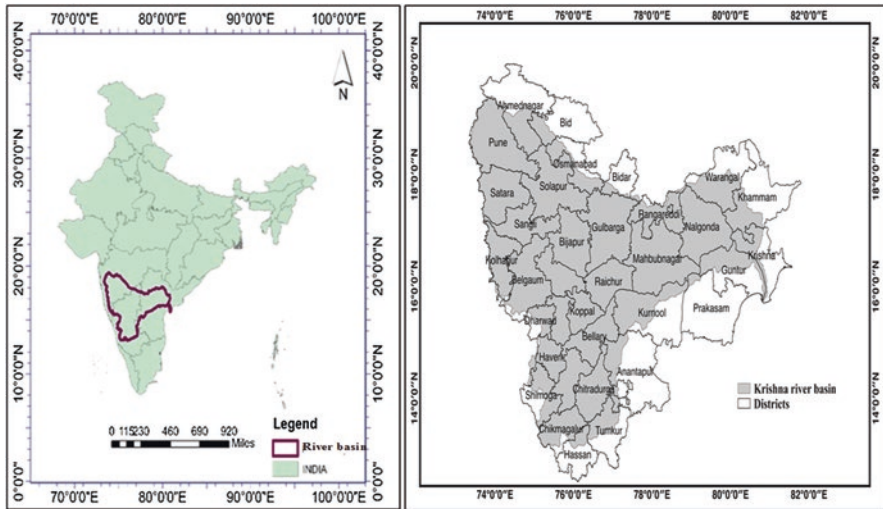 70°0'0"E 80°0'0"E 90°0'0"E 100°0'0"E
40°0'0"N
30°0'0"N
20°0'0"N
10°0'0"N
0°0'0"
40°0'0"N
30°0'0"N
20°0'0"N
10°0'0"N
0°0'0"
N
0 115230 460 690 920
Miles
Legend
River basin
INDIA
70°0'0"E 80°0'0"E 90°0'0"E 100°0'0"E
74°0'0"N 76°0'0"N 78°0'0"N 80°0'0"N 82°0'0"N
20°0'0"N
18°0'0"N
16°0'0"N
14°0'0"N
20°0'0"N
18°0'0"N
16°0'0"N
14°0'0"N
Ahmednagar
Bid
Pune
Osmanabad
Bidar
Solapur
Warangal
Khammam
Satara
Rangareddi
Sangli
Bijapur
Gulbarga
Nalgonda
Kolhapur
Mahbubnagar
Krishna
Belgaum
Raichur
Guntur
Dharwad
Koppal
Kurnool
Prakasam
Bellary
Haveri
Anantapur
Shimoga
Chitradurga
Chikmagalur
Tumkur
Hassan
Krishna river basin
Districts
74°0'0"N 76°0'0"N 78°0'0"N 80°0'0"N 82°0'0"N